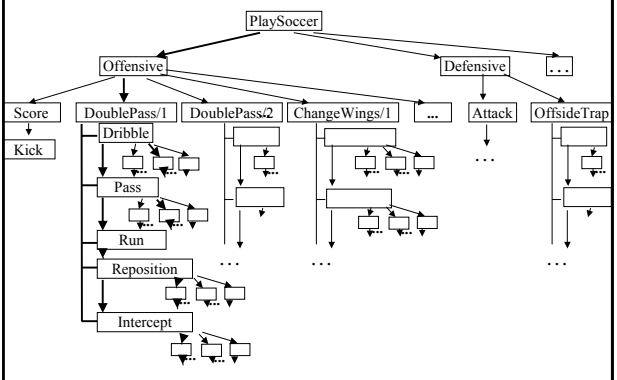 PlaySoccer
Offensive Defensive ...
Score DoublePass/1 DoublePass/2 ChangeWings/1 ... Attack OffsideTrap
Kick Dribble
...
...
Pass
Run
Reposition
... ...
Intercept